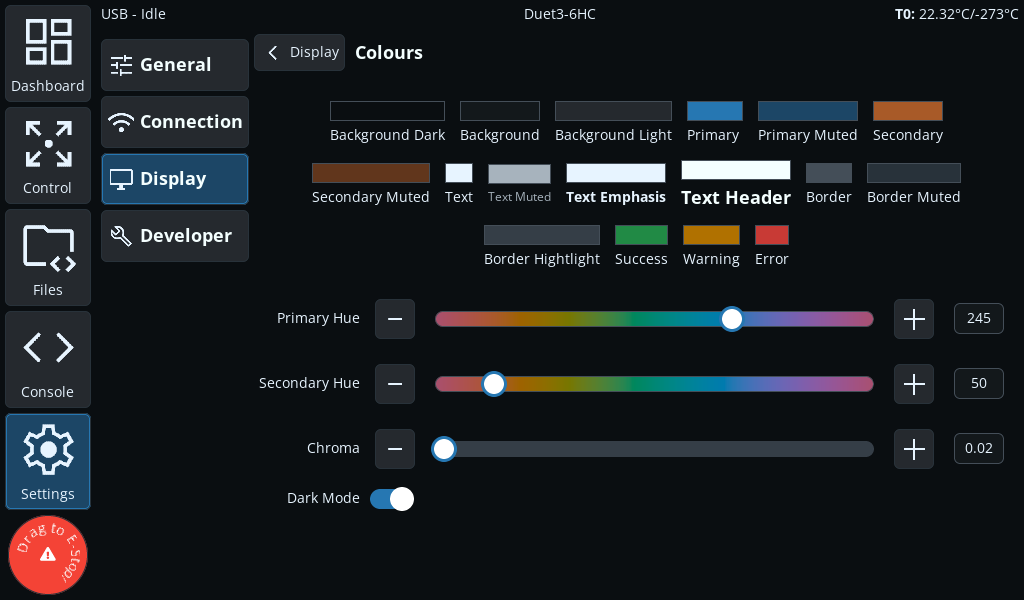 USB - Idle
Duet3-6HC
T0: 22.32°C/-273°C
Dashboard
Control
Files
Console
Settings
Drag to E-Stop!
General
Connection
Display
Developer
Display
Colours
Background Dark
Background
Background Light
Primary
Primary Muted
Secondary
Secondary Muted
Text
Text Muted
Text Emphasis
Text Header
Border
Border Muted
Border Hightlight
Success
Warning
Error
Primary Hue
245
Secondary Hue
50
Chroma
0.02
Dark Mode